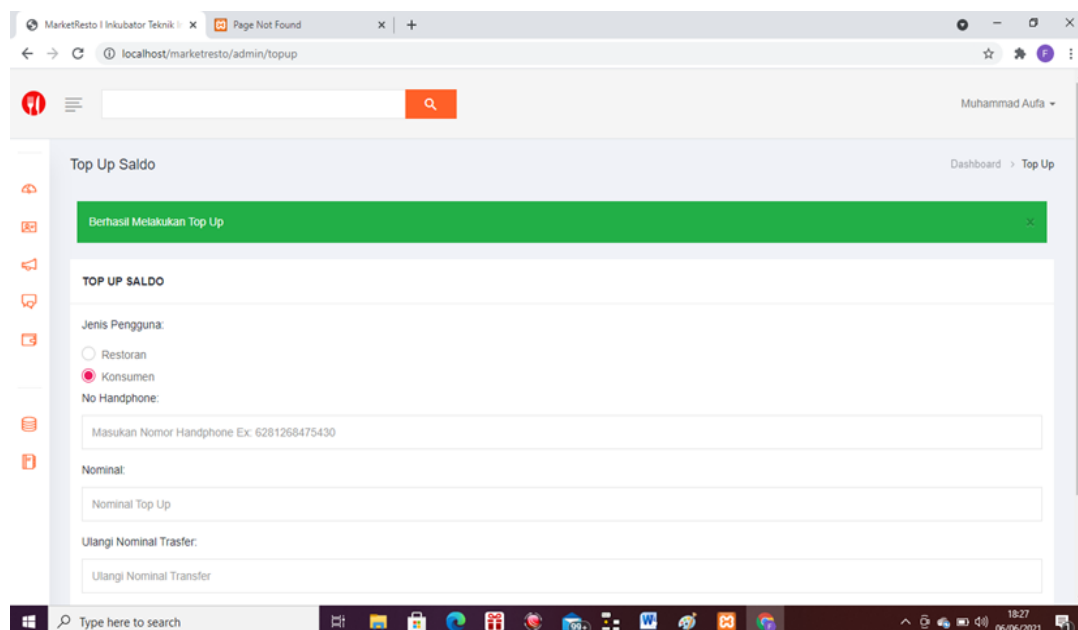 MarketResto | Inkubator Teknik I
Page Not Found
localhost/marketresto/admin/topup
F
Muhammad Aufa
Top Up Saldo
Dashboard > Top Up
Berhasil Melakukan Top Up
×
TOP UP SALDO
Jenis Pengguna:
Restoran
Konsumen
No Handphone:
Masukan Nomor Handphone Ex: 6281268475430
Nominal:
Nominal Top Up
Ulangi Nominal Trasfer:
Ulangi Nominal Transfer
Type here to search
99+
W
18:27
06/06/2021